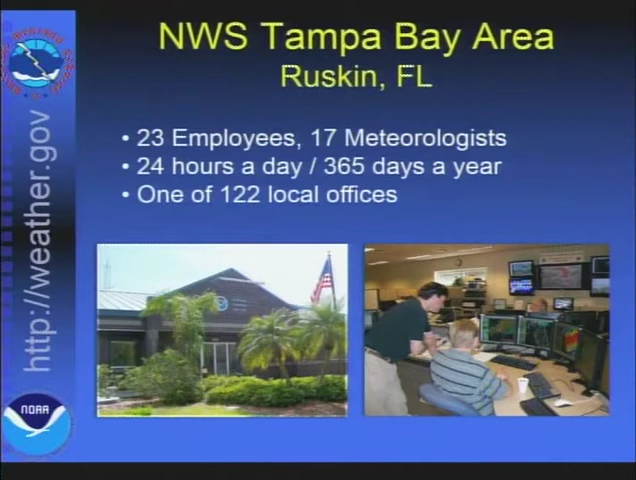 NWS Tampa Bay Area
Ruskin, FL
• 23 Employees, 17 Meteorologists
• 24 hours a day / 365 days a year
• One of 122 local offices
http://weather.gov
NOAA